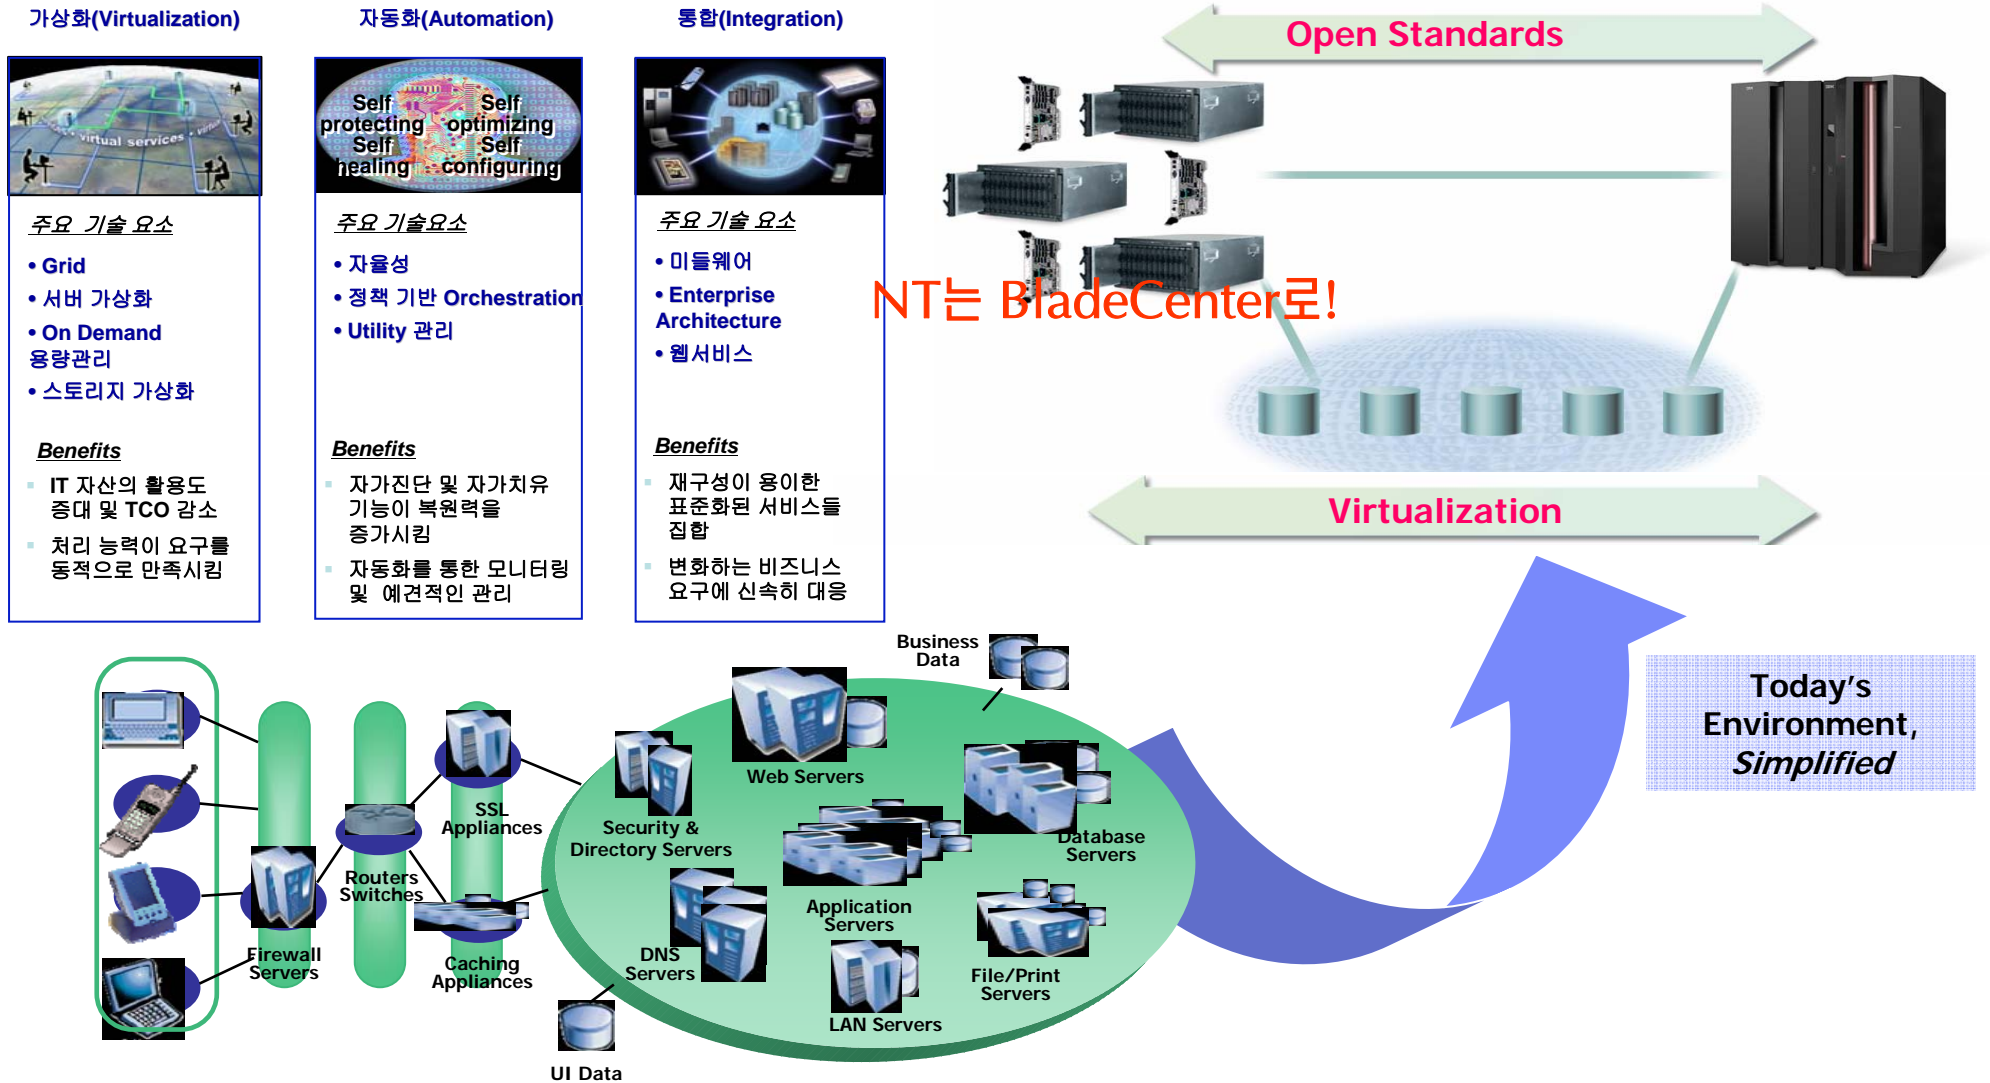 가상화(Virtualization)
virtual services
주요 기술 요소
• Grid
• 서버 가상화
• On Demand
용량관리
• 스토리지 가상화
Benefits
IT 자산의 활용도
증대 및 TCO 감소
처리 능력이 요구를
동적으로 만족시킴
자동화(Automation)
Self protecting
Self optimizing
Self healing
Self configuring
주요 기술요소
• 자율성
• 정책 기반 Orchestration
• Utility 관리
Benefits
자가진단 및 자가치유
기능이 복원력을
증가시킴
자동화를 통한 모니터링
및 예견적인 관리
통합(Integration)
주요 기술 요소
• 미들웨어
• Enterprise
Architecture
• 웹서비스
Benefits
재구성이 용이한
표준화된 서비스들
집합
변화하는 비즈니스
요구에 신속히 대응
Open Standards
NT는 BladeCenter로!
Virtualization
Today's
Environment,
Simplified
Business
Data
Web Servers
Security &
Directory Servers
Database
Servers
Application
Servers
DNS
Servers
File/Print
Servers
LAN Servers
UI Data
SSL
Appliances
Routers
Switches
Firewall
Servers
Caching
Appliances